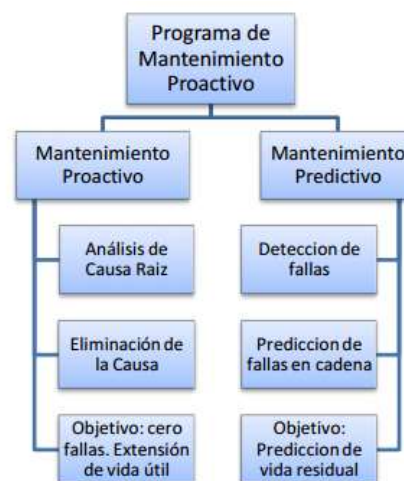 Programa de
Mantenimiento
Proactivo
Mantenimiento
Proactivo
Análisis de
Causa Raiz
Eliminación de
la Causa
Objetivo: cero
fallas. Extensión
de vida útil
Mantenimiento
Predictivo
Deteccion de
fallas
Prediccion de
fallas en cadena
Objetivo:
Prediccion de
vida residual